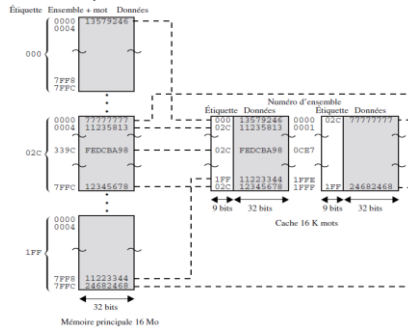 Étiquette Ensemble + mot Données
0000 13579246
0004
000
7FF8
7FFC
0000 77777777
0004 11235813
02C
339C FEDCBA98
7FFC 12345678
0000
0004
1FF
7FF8 11223344
7FFC 24682468
32 bits
Mémoire principale 16 Mo
Numéro d'ensemble
Étiquette Données
Étiquette Données
000 13579246 0000 02C 77777777
02C 11235813 0001
02C FEDCBA98 0CE7
1FF 11223344 1FFE
02C 12345678 1FFF 1FF 24682468
9 bits 32 bits
9 bits 32 bits
Cache 16 K mots